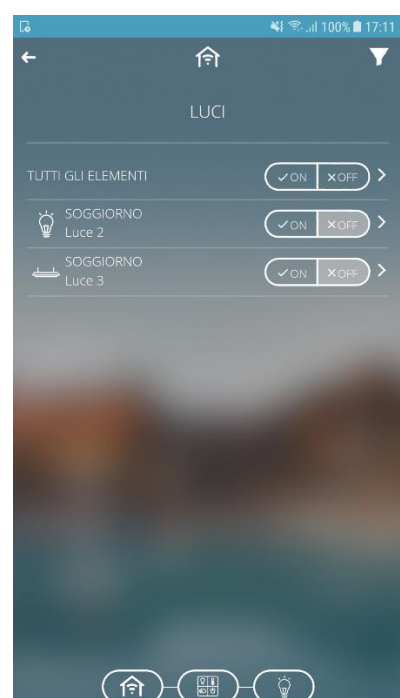 100% 17:11
LUCI
TUTTI GLI ELEMENTI
ON OFF
SOGGIORNO
Luce 2
ON OFF
SOGGIORNO
Luce 3
ON OFF